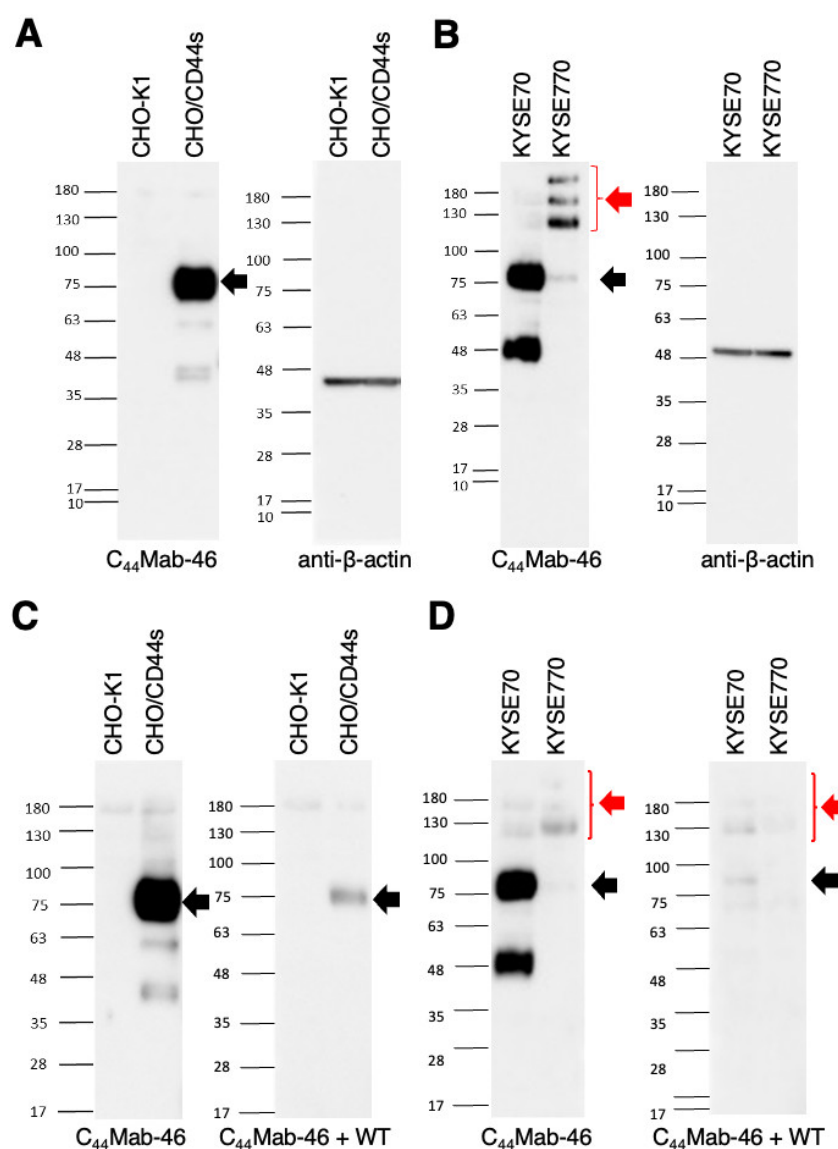 A
B
CHO-K1
CHO/CD44s
CHO-K1
CHO/CD44s
KYSE70
KYSE770
KYSE70
KYSE770
180
130
100
75
63
48
35
28
17
10
180
130
100
75
63
48
35
28
17
10
180
130
100
75
63
48
35
28
17
10
180
130
100
75
63
48
35
28
17
10
C₄₄Mab-46
anti-β-actin
C₄₄Mab-46
anti-β-actin
C
D
CHO-K1
CHO/CD44s
CHO-K1
CHO/CD44s
KYSE70
KYSE770
KYSE70
KYSE770
180
130
100
75
63
48
35
28
17
180
130
100
75
63
48
35
28
17
180
130
100
75
63
48
35
28
17
180
130
100
75
63
48
35
28
17
C₄₄Mab-46
C₄₄Mab-46 + WT
C₄₄Mab-46
C₄₄Mab-46 + WT